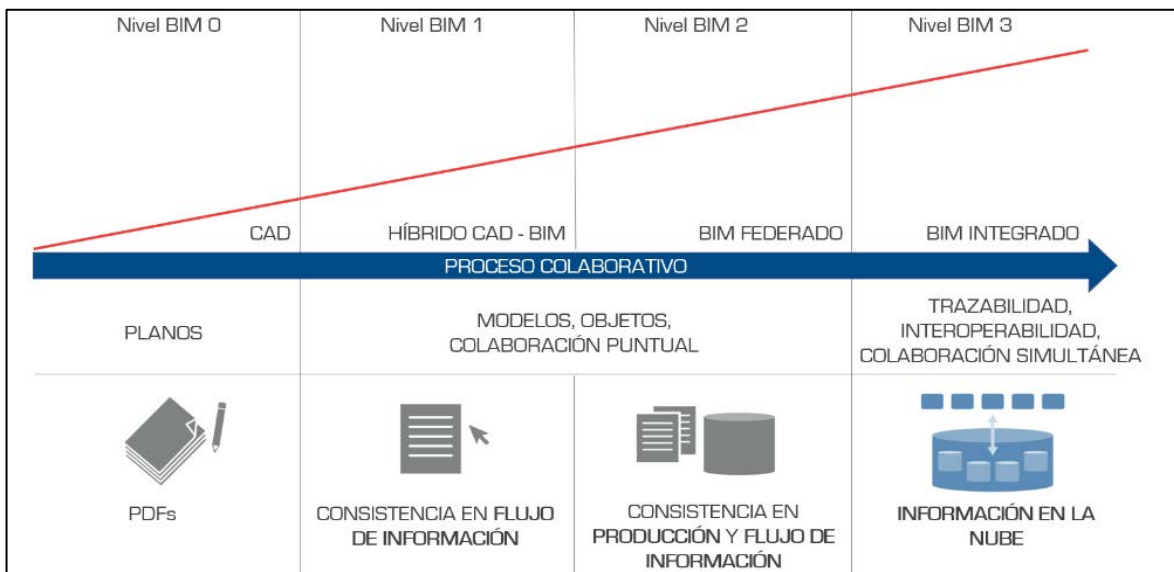 Nivel BIM 0
Nivel BIM 1
Nivel BIM 2
Nivel BIM 3
CAD
HÍBRIDO CAD - BIM
BIM FEDERADO
BIM INTEGRADO
PROCESO COLABORATIVO
PLANOS
MODELOS, OBJETOS,
COLABORACIÓN PUNTUAL
TRAZABILIDAD,
INTEROPERABILIDAD,
COLABORACIÓN SIMULTÁNEA
PDFs
CONSISTENCIA EN FLUJO
DE INFORMACIÓN
CONSISTENCIA EN
PRODUCCIÓN Y FLUJO DE
INFORMACIÓN
INFORMACIÓN EN LA
NUBE